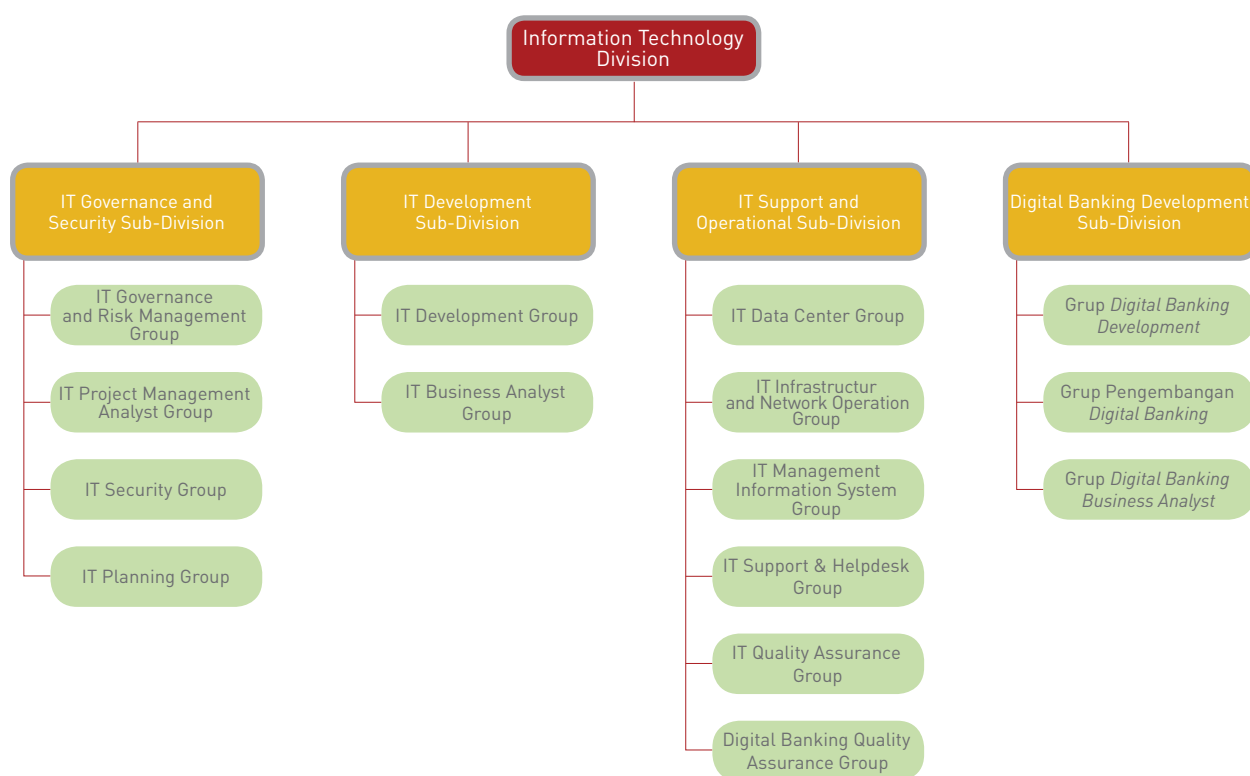 Information Technology
Division
IT Governance and
Security Sub-Division
IT Development
Sub-Division
IT Support and
Operational Sub-Division
Digital Banking Development
Sub-Division
IT Governance
and Risk Management
Group
IT Project Management
Analyst Group
IT Security Group
IT Planning Group
IT Development Group
IT Business Analyst
Group
IT Data Center Group
IT Infrastructur
and Network Operation
Group
IT Management
Information System
Group
IT Support & Helpdesk
Group
IT Quality Assurance
Group
Digital Banking Quality
Assurance Group
Grup Digital Banking
Development
Grup Pengembangan
Digital Banking
Grup Digital Banking
Business Analyst